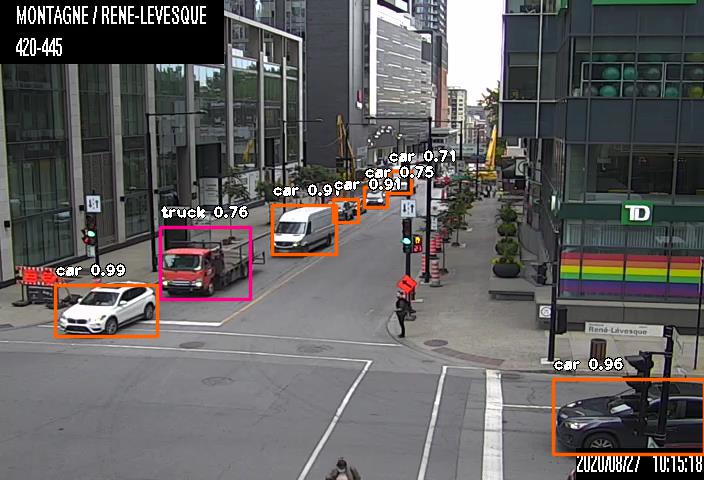 MONTAGNE / RENE-LEVESQUE
420-445
car 0.71
car 0.75
car 0.91
car 0.9
truck 0.76
TD
car 0.99
René-Lévesque
car 0.96
2020/08/27 10:15:18